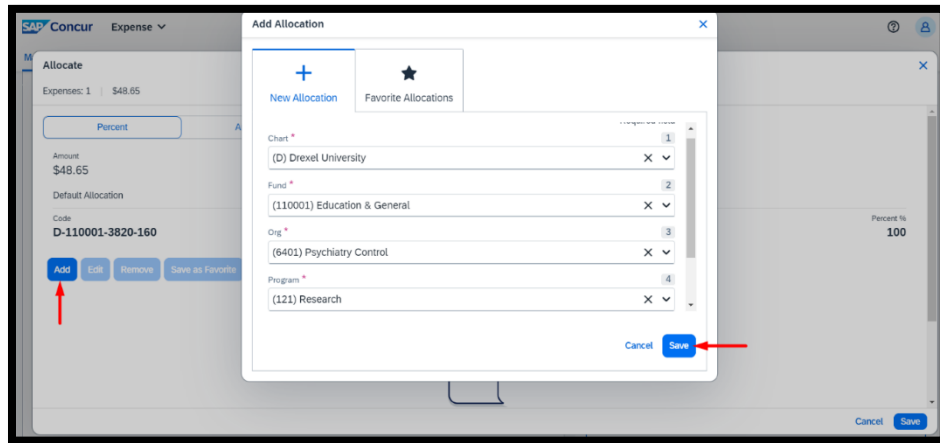 SAP Concur Expense
Allocate
Expenses: 1 | $48.65
Percent
Amount
$48.65
Default Allocation
Code
D-110001-3820-160
Percent %
100
Add Edit Remove Save as Favorite
Add Allocation
New Allocation Favorite Allocations
Chart * 1
(D) Drexel University
Fund * 2
(110001) Education & General
Org * 3
(6401) Psychiatry Control
Program * 4
(121) Research
Cancel Save
Cancel Save